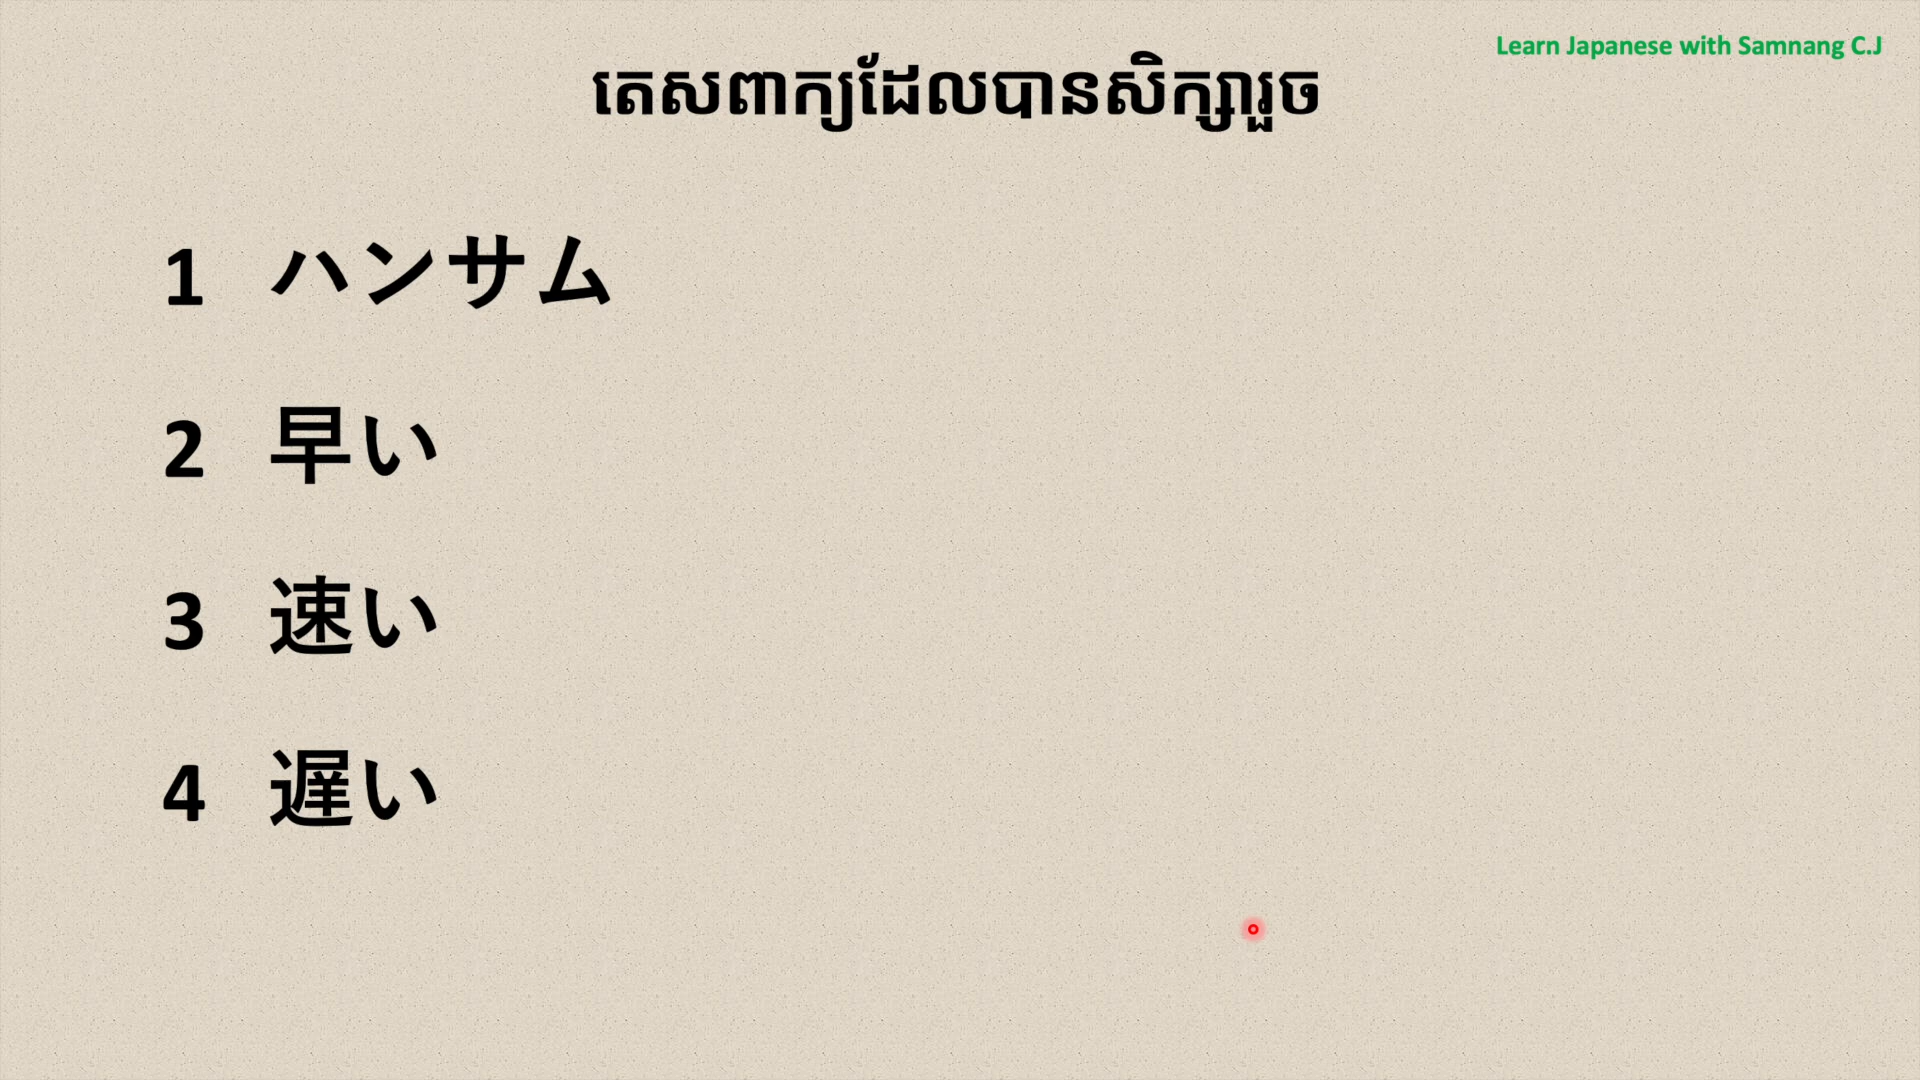 Learn Japanese with Samnang C.J
តេសពាក្យដែលបានសិក្សារួច
1 ハンサム
2 早い
3 速い
4 遅い